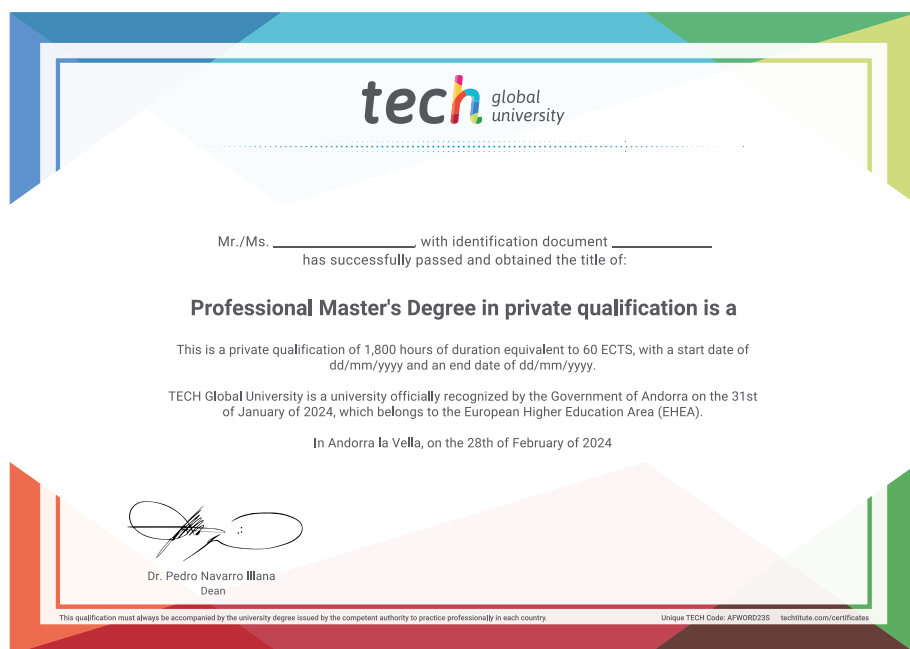 tech global university
Mr./Ms. ________________, with identification document ___________
has successfully passed and obtained the title of:
Professional Master's Degree in private qualification is a
This is a private qualification of 1,800 hours of duration equivalent to 60 ECTS, with a start date of
dd/mm/yyyy and an end date of dd/mm/yyyy.
TECH Global University is a university officially recognized by the Government of Andorra on the 31st
of January of 2024, which belongs to the European Higher Education Area (EHEA).
In Andorra la Vella, on the 28th of February of 2024
Dr. Pedro Navarro Illana
Dean
This qualification must always be accompanied by the university degree issued by the competent authority to practice professionally in each country. Unique TECH Code: AFWORD23S techtitute.com/certificates